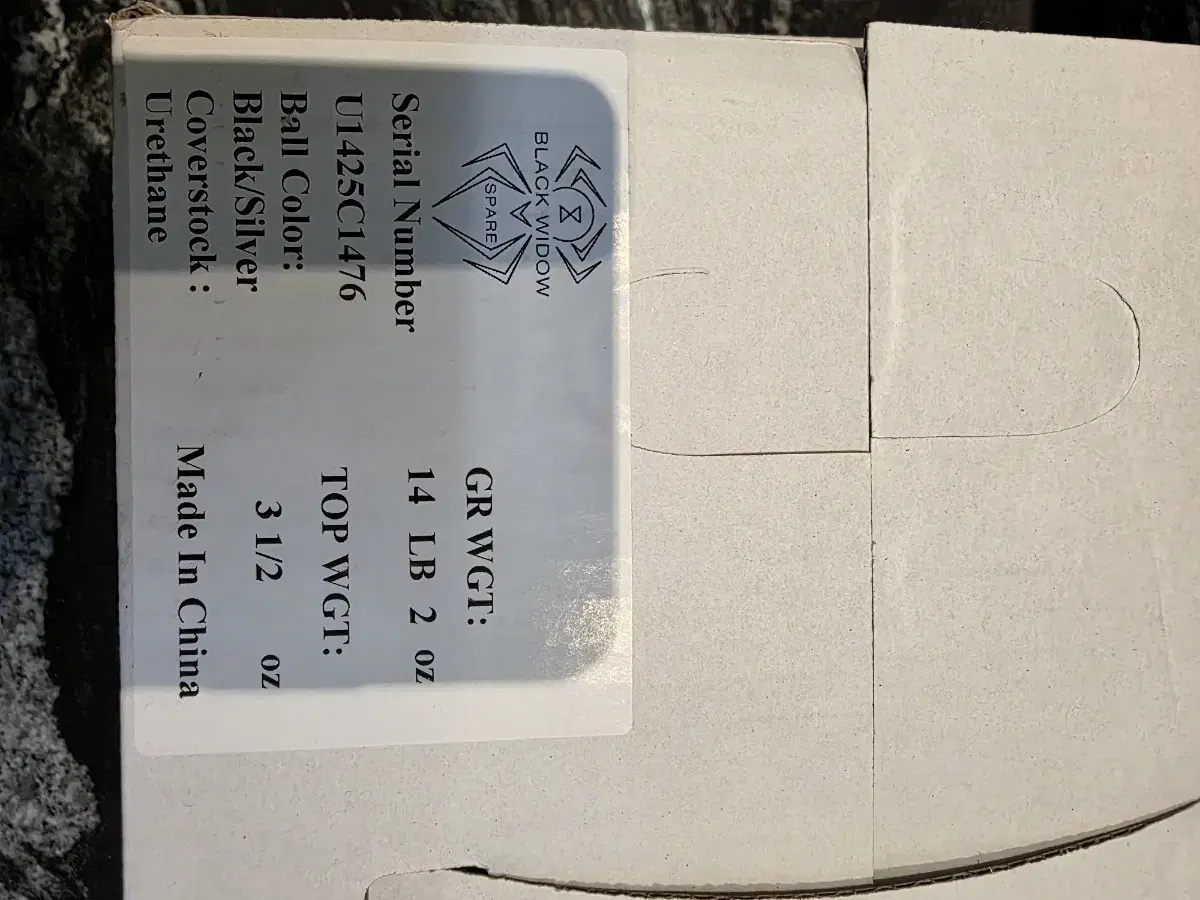 BLACK WIDOW
SPARE
Serial Number
U1425C1476
Ball Color:
Black/Silver
Coverstock :
Urethane
GR WGT:
14 LB 2 oz
TOP WGT:
3 1/2 oz
Made In China